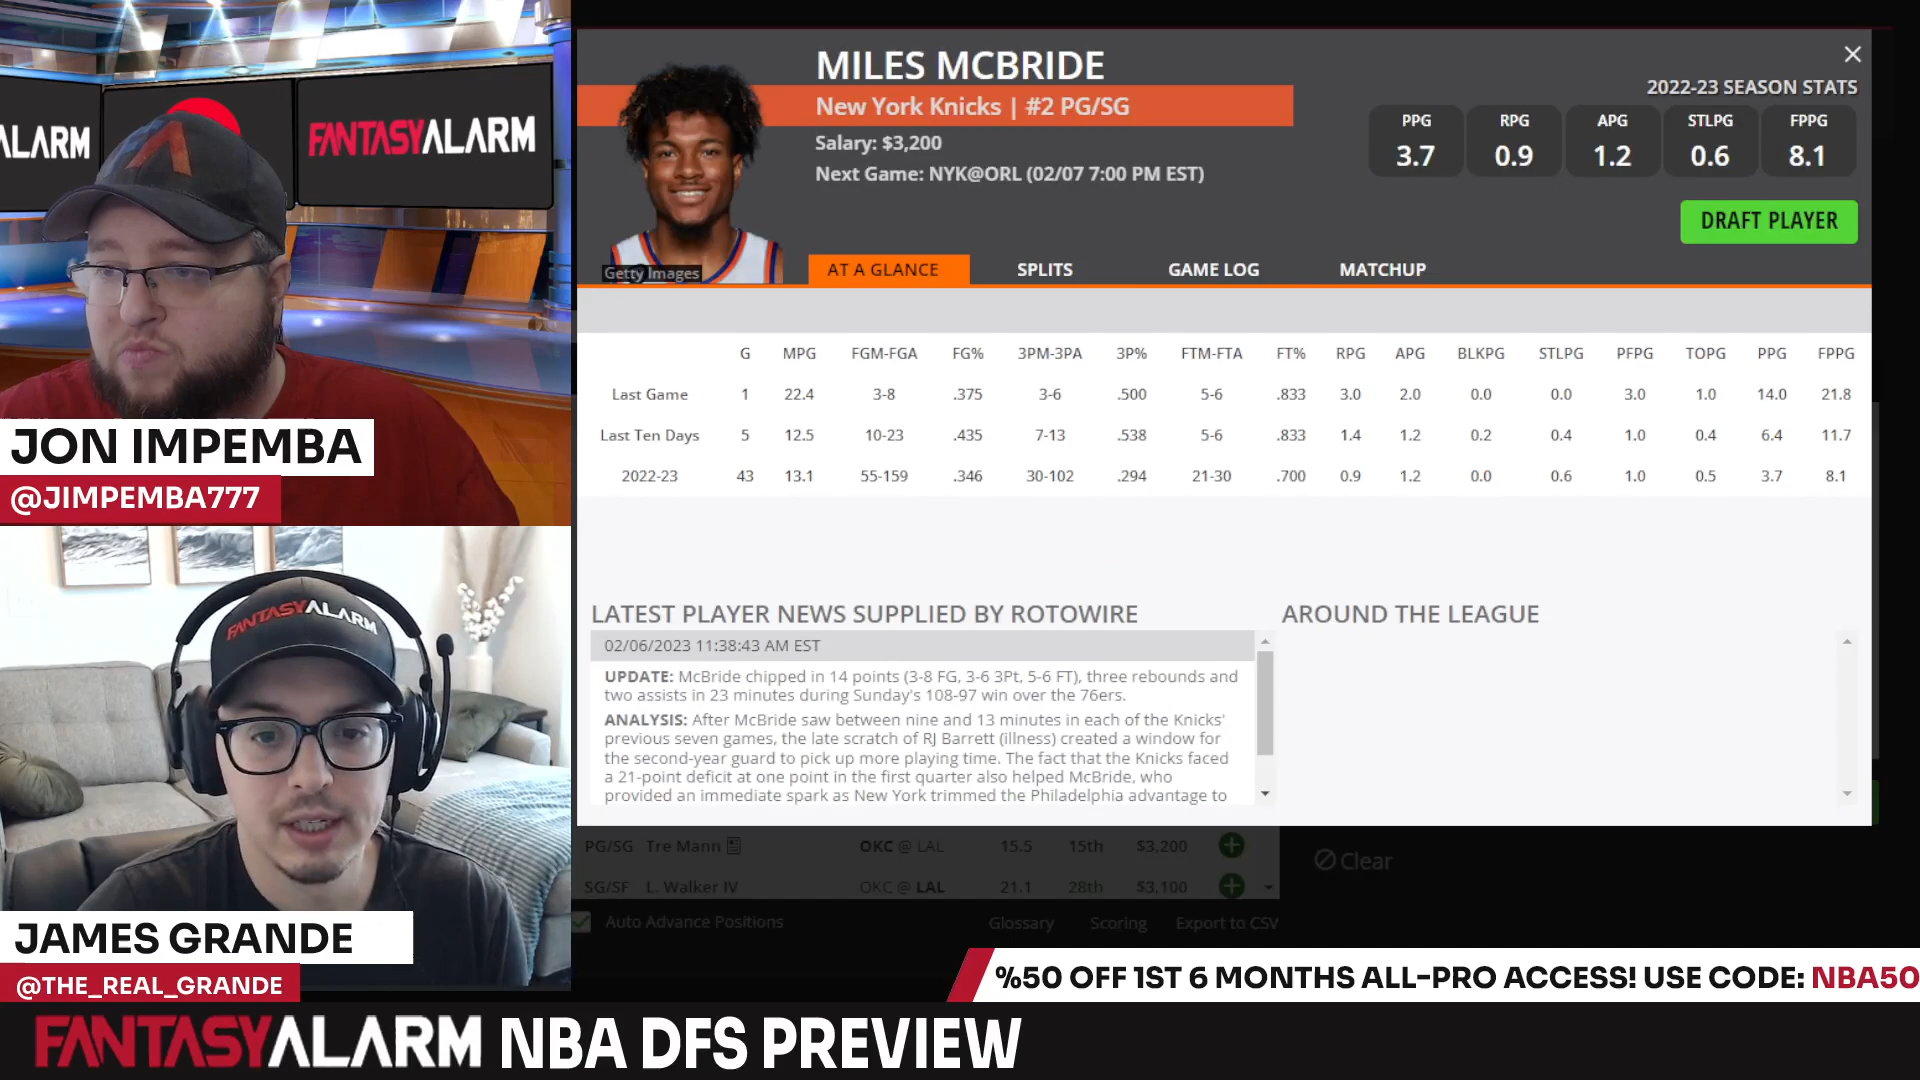 ALARM
FANTASYALARM
JON IMPEMBA
@JIMPEMBA777
FANTASYALARM
JAMES GRANDE
@THE_REAL_GRANDE
MILES MCBRIDE
New York Knicks | #2 PG/SG
Salary: $3,200
Next Game: NYK@ORL (02/07 7:00 PM EST)
Getty Images
×
2022-23 SEASON STATS
PPG RPG APG STLPG FPPG
3.7 0.9 1.2 0.6 8.1
DRAFT PLAYER
AT A GLANCE SPLITS GAME LOG MATCHUP
G MPG FGM-FGA FG% 3PM-3PA 3P% FTM-FTA FT% RPG APG BLKPG STLPG PFPG TOPG PPG FPPG
Last Game 1 22.4 3-8 .375 3-6 .500 5-6 .833 3.0 2.0 0.0 0.0 3.0 1.0 14.0 21.8
Last Ten Days 5 12.5 10-23 .435 7-13 .538 5-6 .833 1.4 1.2 0.2 0.4 1.0 0.4 6.4 11.7
2022-23 43 13.1 55-159 .346 30-102 .294 21-30 .700 0.9 1.2 0.0 0.6 1.0 0.5 3.7 8.1
LATEST PLAYER NEWS SUPPLIED BY ROTOWIRE
02/06/2023 11:38:43 AM EST
UPDATE: McBride chipped in 14 points (3-8 FG, 3-6 3Pt, 5-6 FT), three rebounds and
two assists in 23 minutes during Sunday's 108-97 win over the 76ers.
ANALYSIS: After McBride saw between nine and 13 minutes in each of the Knicks'
previous seven games, the late scratch of RJ Barrett (illness) created a window for
the second-year guard to pick up more playing time. The fact that the Knicks faced
a 21-point deficit at one point in the first quarter also helped McBride, who
provided an immediate spark as New York trimmed the Philadelphia advantage to
AROUND THE LEAGUE
PG/SG Tre Mann OKC @ LAL 15.5 15th $3,200
SG/SF L. Walker IV OKC @ LAL 21.1 28th $3,100
Clear
Auto Advance Positions
Glossary Scoring Export to CSV
%50 OFF 1ST 6 MONTHS ALL-PRO ACCESS! USE CODE: NBA50
FANTASYALARM NBA DFS PREVIEW